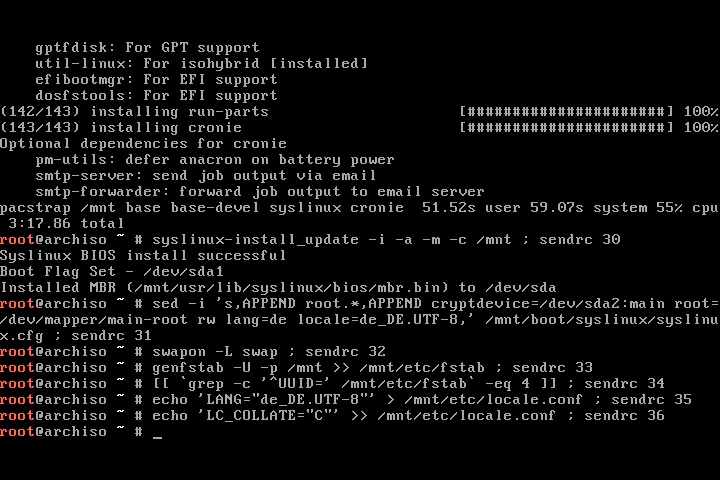 gptfdisk: For GPT support
util-linux: For isohybrid [installed]
efibootmgr: For EFI support
dosfstools: For EFI support
(142/143) installing run-parts [######################] 100%
(143/143) installing cronie [######################] 100%
Optional dependencies for cronie
pm-utils: defer anacron on battery power
smtp-server: send job output via email
smtp-forwarder: forward job output to email server
pacstrap /mnt base base-devel syslinux cronie 51.52s user 59.07s system 55% cpu
3:17.86 total
root@archiso ~ # syslinux-install_update -i -a -m -c /mnt ; sendrc 30
Syslinux BIOS install successful
Boot Flag Set - /dev/sda1
Installed MBR (/mnt/usr/lib/syslinux/bios/mbr.bin) to /dev/sda
root@archiso ~ # sed -i 's,APPEND root.*,APPEND cryptdevice=/dev/sda2:main root=
/dev/mapper/main-root rw lang=de locale=de_DE.UTF-8,' /mnt/boot/syslinux/syslinu
x.cfg ; sendrc 31
root@archiso ~ # swapon -L swap ; sendrc 32
root@archiso ~ # genfstab -U -p /mnt >> /mnt/etc/fstab ; sendrc 33
root@archiso ~ # [[ `grep -c '^UUID=' /mnt/etc/fstab` -eq 4 ]] ; sendrc 34
root@archiso ~ # echo 'LANG="de_DE.UTF-8"' > /mnt/etc/locale.conf ; sendrc 35
root@archiso ~ # echo 'LC_COLLATE="C"' >> /mnt/etc/locale.conf ; sendrc 36
root@archiso ~ # _